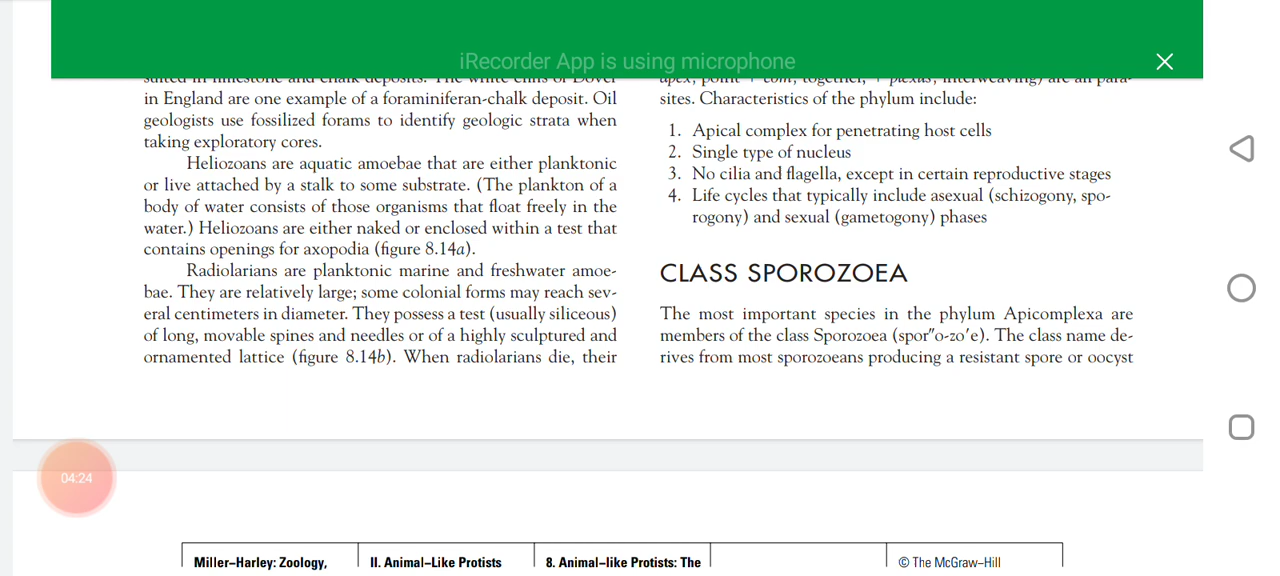 iRecorder App is using microphone
in England are one example of a foraminiferan-chalk deposit. Oil
geologists use fossilized forams to identify geologic strata when
taking exploratory cores.
Heliozoans are aquatic amoebae that are either planktonic
or live attached by a stalk to some substrate. (The plankton of a
body of water consists of those organisms that float freely in the
water.) Heliozoans are either naked or enclosed within a test that
contains openings for axopodia (figure 8.14a).
Radiolarians are planktonic marine and freshwater amoe-
bae. They are relatively large; some colonial forms may reach sev-
eral centimeters in diameter. They possess a test (usually siliceous)
of long, movable spines and needles or of a highly sculptured and
ornamented lattice (figure 8.14b). When radiolarians die, their
apex, point + com, together, + plexus, interweaving) are all para-
sites. Characteristics of the phylum include:
1. Apical complex for penetrating host cells
2. Single type of nucleus
3. No cilia and flagella, except in certain reproductive stages
4. Life cycles that typically include asexual (schizogony, spo-
rogony) and sexual (gametogony) phases
CLASS SPOROZOEA
The most important species in the phylum Apicomplexa are
members of the class Sporozoea (spor″o-zo′e). The class name de-
rives from most sporozoeans producing a resistant spore or oocyst
04:24
Miller–Harley: Zoology,
II. Animal–Like Protists
8. Animal–like Protists: The
© The McGraw–Hill